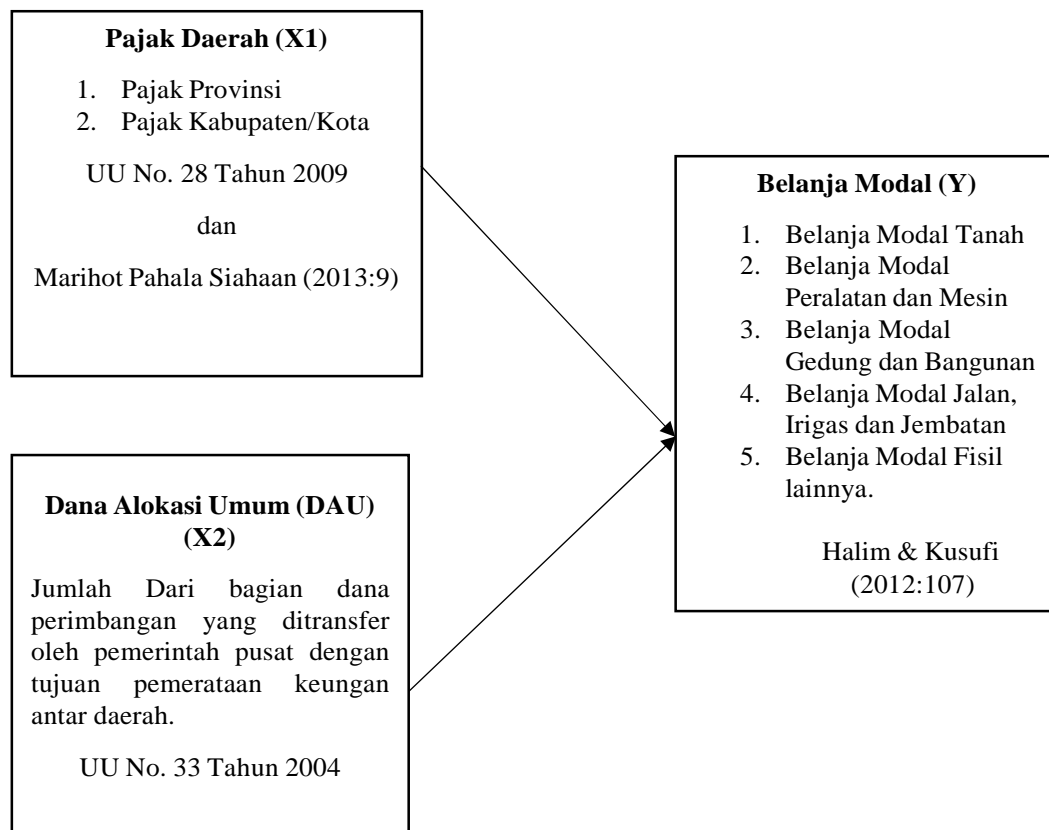 Pajak Daerah (X1)
1. Pajak Provinsi
2. Pajak Kabupaten/Kota
UU No. 28 Tahun 2009
dan
Marihot Pahala Siahaan (2013:9)
Dana Alokasi Umum (DAU)
(X2)
Jumlah Dari bagian dana
perimbangan yang ditransfer
oleh pemerintah pusat dengan
tujuan pemerataan keungan
antar daerah.
UU No. 33 Tahun 2004
Belanja Modal (Y)
1. Belanja Modal Tanah
2. Belanja Modal
Peralatan dan Mesin
3. Belanja Modal
Gedung dan Bangunan
4. Belanja Modal Jalan,
Irigas dan Jembatan
5. Belanja Modal Fisil
lainnya.
Halim & Kusufi
(2012:107)